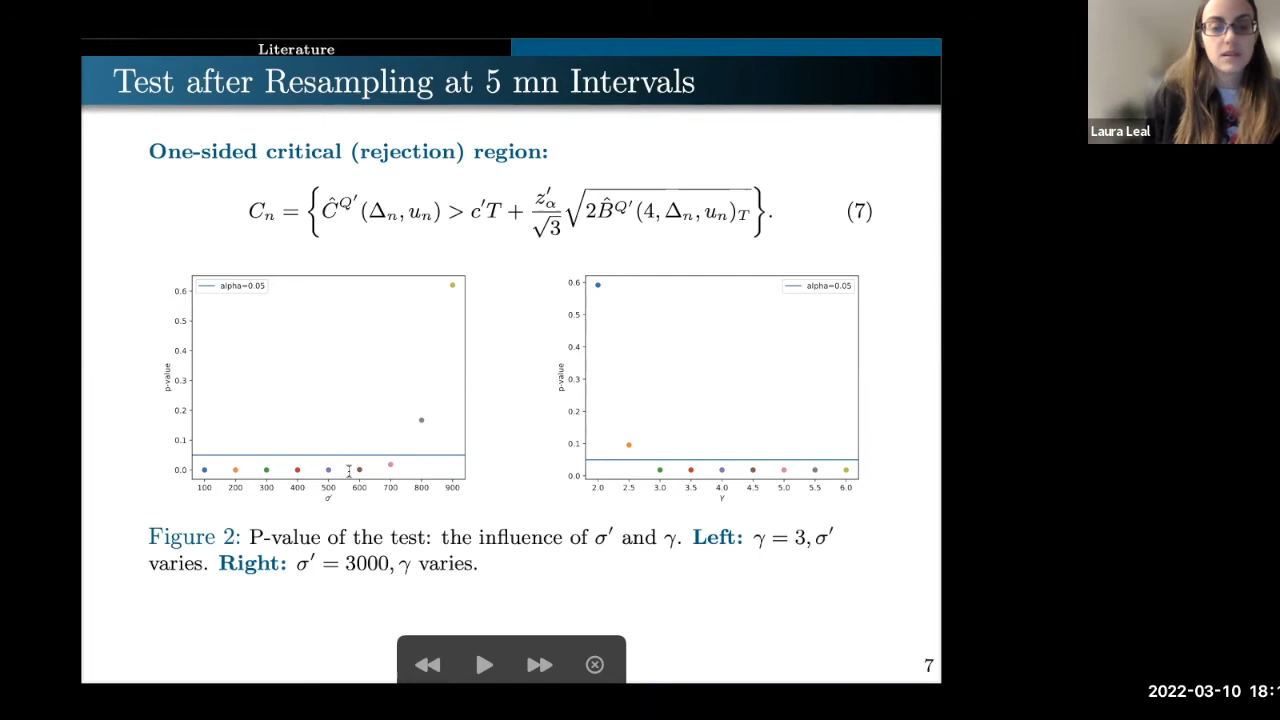 Literature
Test after Resampling at 5 mn Intervals
Laura Leal
One-sided critical (rejection) region:
C_n = { Ĉ^{Q′}(Δ_n, u_n) > c′T + z′_α/√3 √(2B̂^{Q′}(4, Δ_n, u_n)_T) }. (7)
alpha=0.05
0.6
0.5
0.4
0.3
0.2
0.1
0.0
p-value
100 200 300 400 500 600 700 800 900
σ′
alpha=0.05
0.6
0.5
0.4
0.3
0.2
0.1
0.0
p-value
2.0 2.5 3.0 3.5 4.0 4.5 5.0 5.5 6.0
γ
Figure 2: P-value of the test: the influence of σ′ and γ. Left: γ = 3, σ′
varies. Right: σ′ = 3000, γ varies.
7
2022-03-10 18: